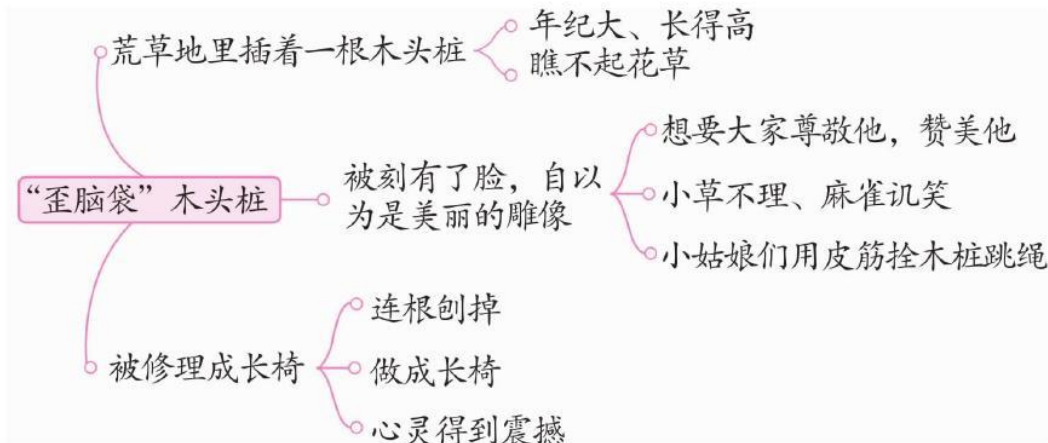 荒草地里插着一根木头桩
年纪大、长得高
瞧不起花草
“歪脑袋”木头桩
被刻有了脸，自以
为是美丽的雕像
想要大家尊敬他，赞美他
小草不理、麻雀讥笑
小姑娘们用皮筋拴木桩跳绳
被修理成长椅
连根刨掉
做成长椅
心灵得到震撼